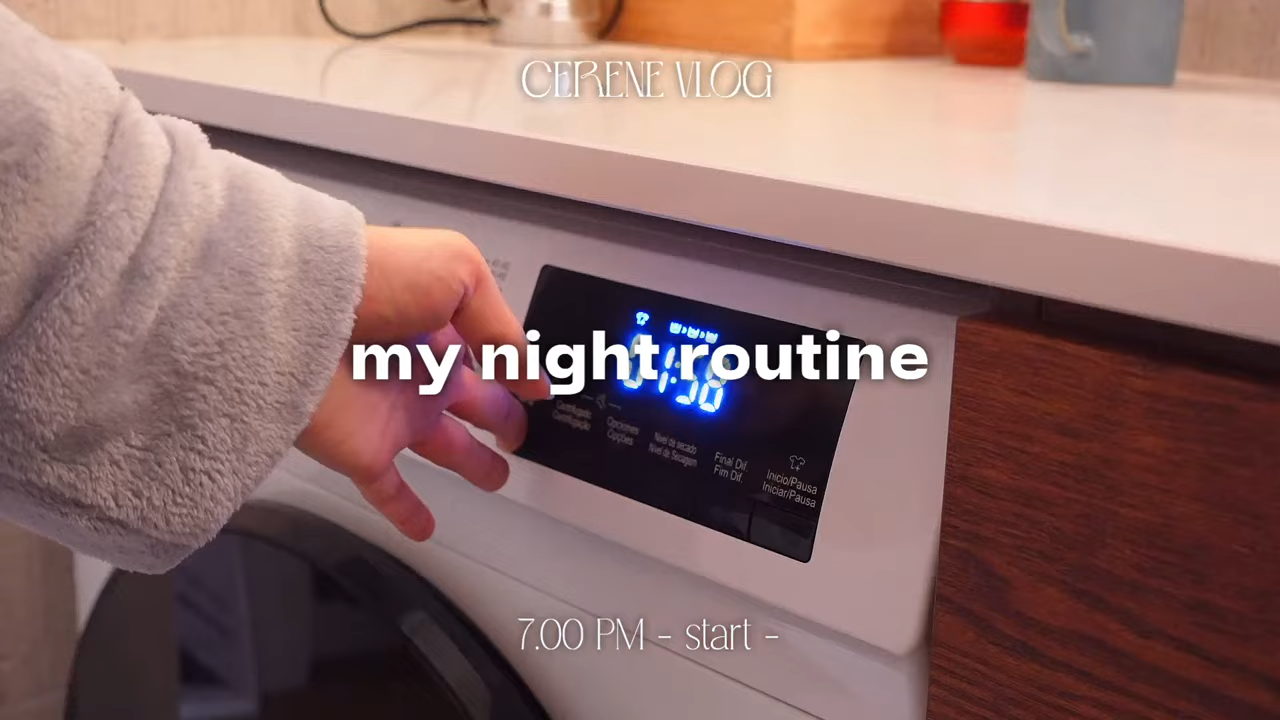 CERENE VLOG
my night routine
Centrifugado
Centrifugação
Opciones
Opções
Nivel de secado
Nível de Secagem
Final Dif.
Fim Dif.
Inicio/Pausa
Iniciar/Pausa
7.00 PM - start -